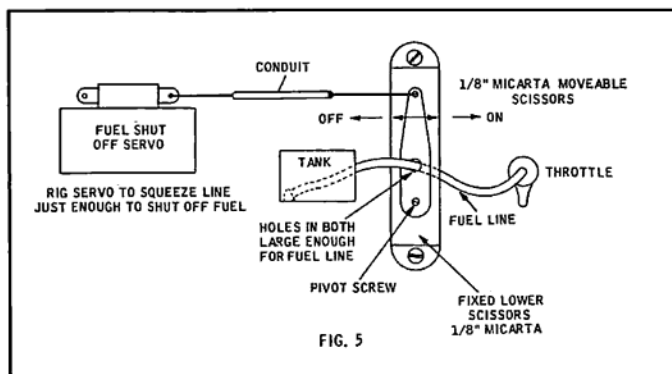 CONDUIT
1/8" MICARTA MOVEABLE
SCISSORS
OFF
ON
FUEL SHUT
OFF SERVO
TANK
THROTTLE
RIG SERVO TO SQUEEZE LINE
JUST ENOUGH TO SHUT OFF FUEL
HOLES IN BOTH
LARGE ENOUGH
FOR FUEL LINE
FUEL LINE
PIVOT SCREW
FIXED LOWER
SCISSORS
1/8" MICARTA
FIG. 5